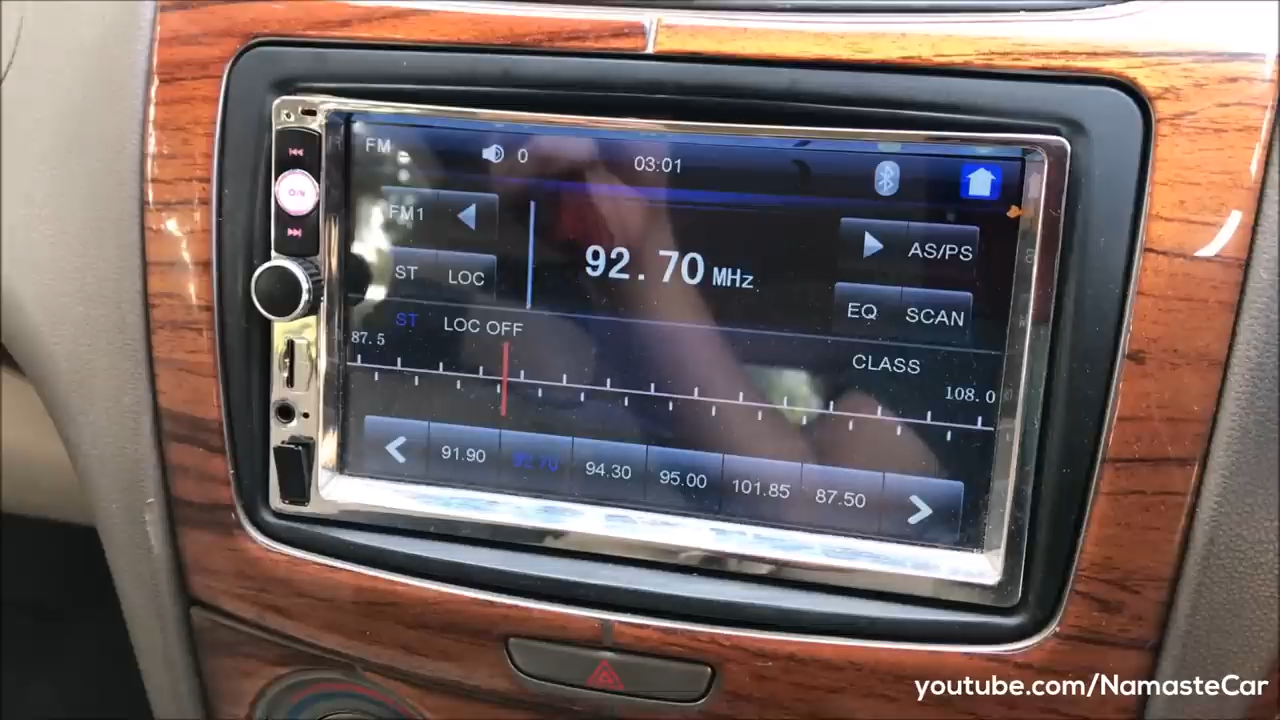 FM 0 03:01
FM1 AS/PS
92.70 MHz
ST LOC EQ SCAN
ST LOC OFF
87.5 CLASS 108.0
91.90 92.70 94.30 95.00 101.85 87.50
youtube.com/NamasteCar